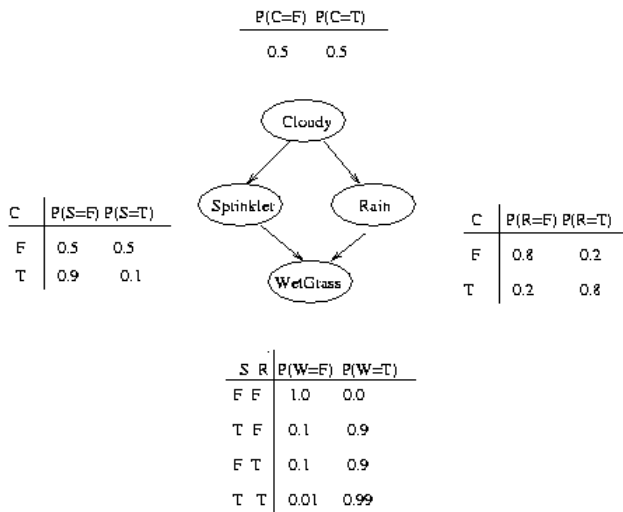 P(C=F) P(C=T)
0.5 0.5
Cloudy
Sprinkler
Rain
WetGrass
C P(S=F) P(S=T)
F 0.5 0.5
T 0.9 0.1
C P(R=F) P(R=T)
F 0.8 0.2
T 0.2 0.8
S R P(W=F) P(W=T)
F F 1.0 0.0
T F 0.1 0.9
F T 0.1 0.9
T T 0.01 0.99